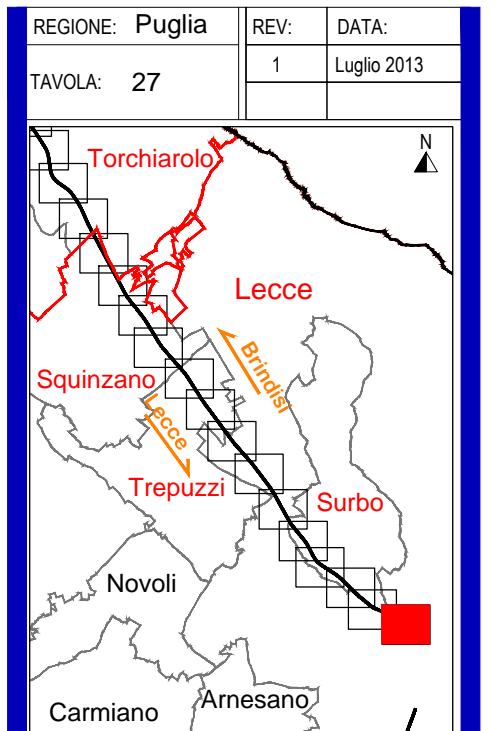 REGIONE: Puglia
REV:
DATA:
1
Luglio 2013
TAVOLA: 27
N
Torchiarolo
Lecce
Brindisi
Squinzano
Lecce
Trepuzzi
Surbo
Novoli
Arnesano
Carmiano